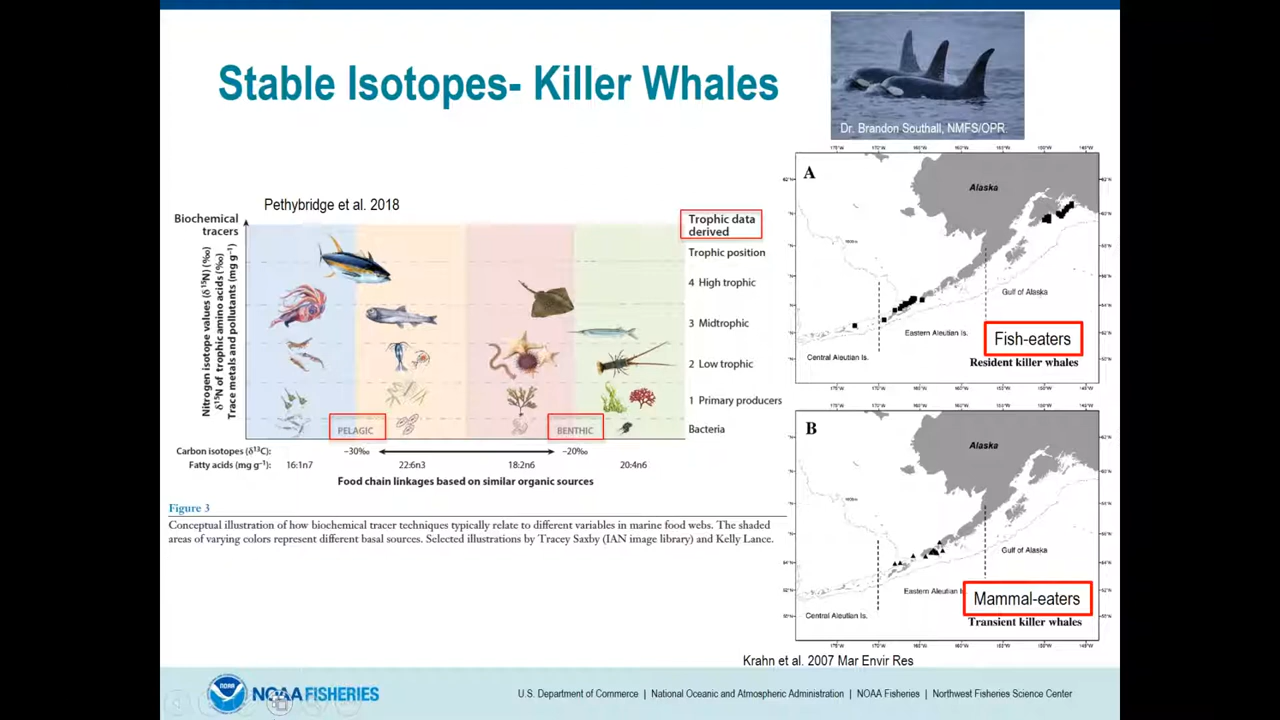 Stable Isotopes- Killer Whales
Dr. Brandon Southall, NMFS/OPR.
Pethybridge et al. 2018
Biochemical
tracers
Nitrogen isotope values (δ15N) (‰)
δ15N of trophic amino acids (‰)
Trace metals and pollutants (mg g−1)
Trophic data
derived
Trophic position
4 High trophic
3 Midtrophic
2 Low trophic
1 Primary producers
Bacteria
PELAGIC
BENTHIC
Carbon isotopes (δ13C):
−30‰
−20‰
Fatty acids (mg g−1)
16:1n7
22:6n3
18:2n6
20:4n6
Food chain linkages based on similar organic sources
Figure 3
Conceptual illustration of how biochemical tracer techniques typically relate to different variables in marine food webs. The shaded
areas of varying colors represent different basal sources. Selected illustrations by Tracey Saxby (IAN image library) and Kelly Lance.
A
Alaska
Gulf of Alaska
Eastern Aleutian Is.
Central Aleutian Is.
Fish-eaters
Resident killer whales
B
Alaska
Gulf of Alaska
Eastern Aleutian
Central Aleutian Is.
Mammal-eaters
Transient killer whales
Krahn et al. 2007 Mar Envir Res
NOAA
NOAA FISHERIES
U.S. Department of Commerce | National Oceanic and Atmospheric Administration | NOAA Fisheries | Northwest Fisheries Science Center